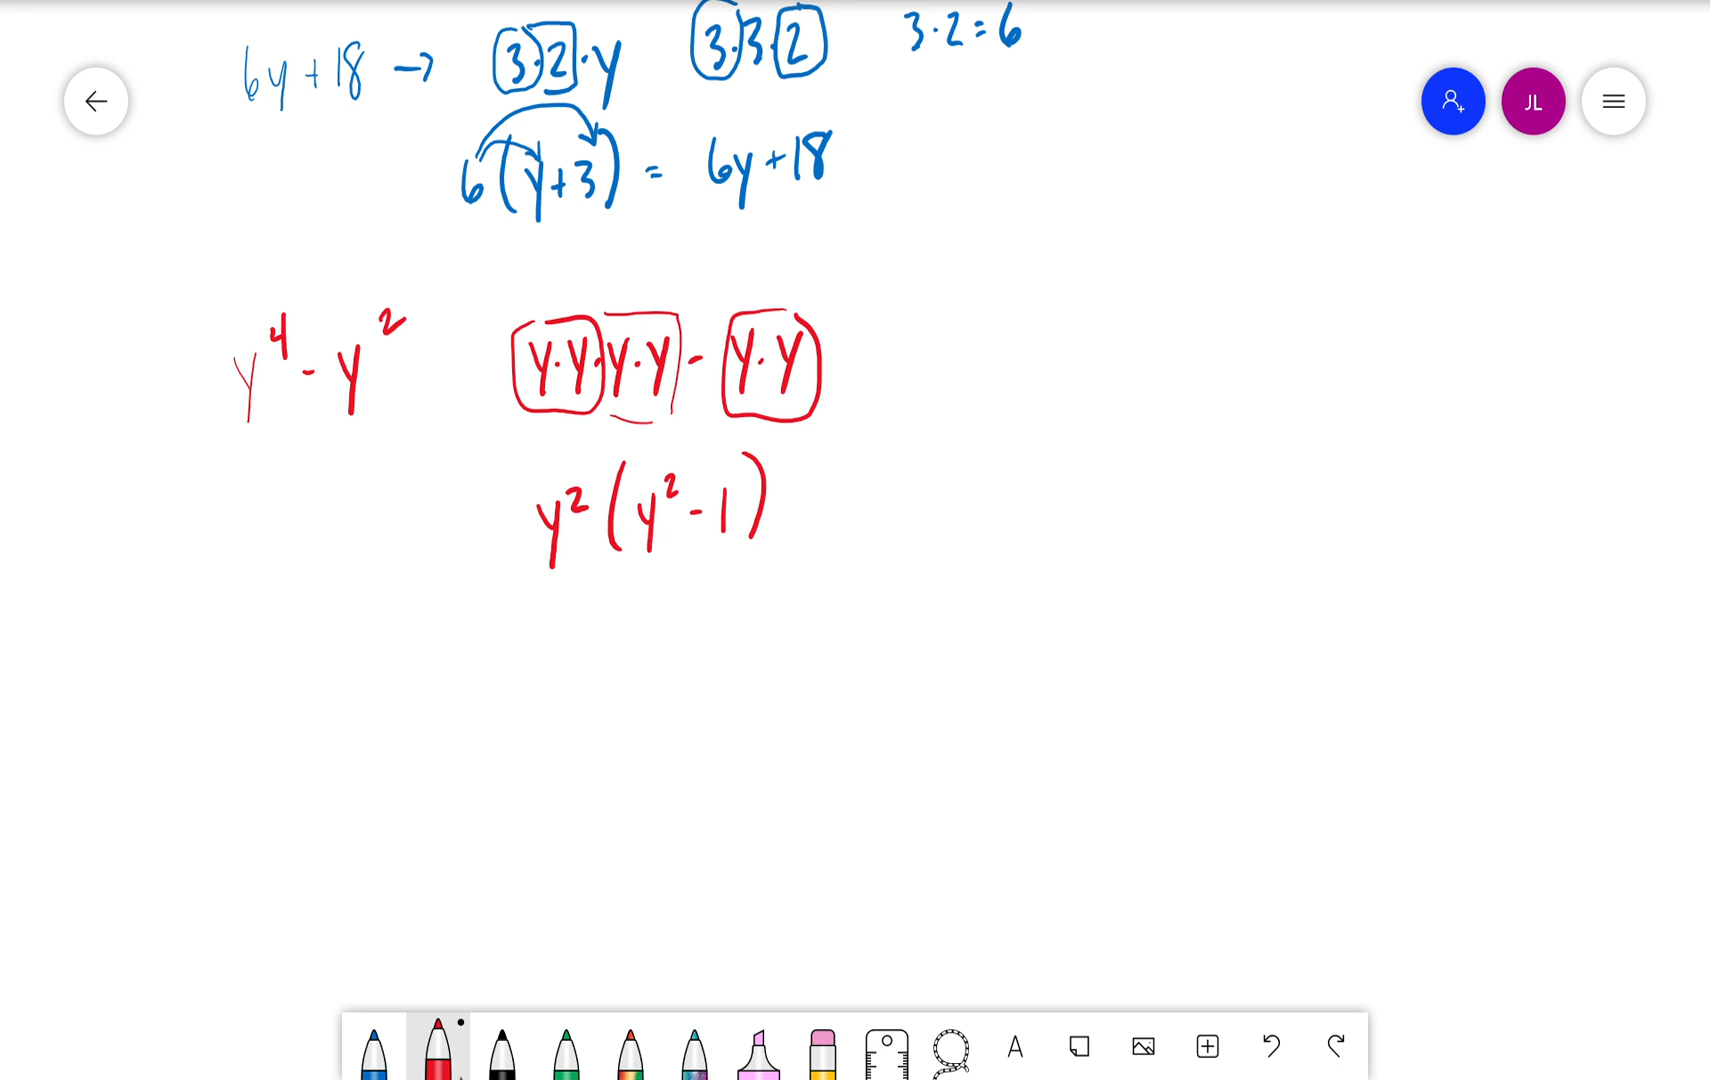 6y + 18 → 3·2·y 3·3·2 3·2=6
6(y+3) = 6y+18
JL
y⁴ - y² y·y·y·y - y·y
y²(y²-1)
A